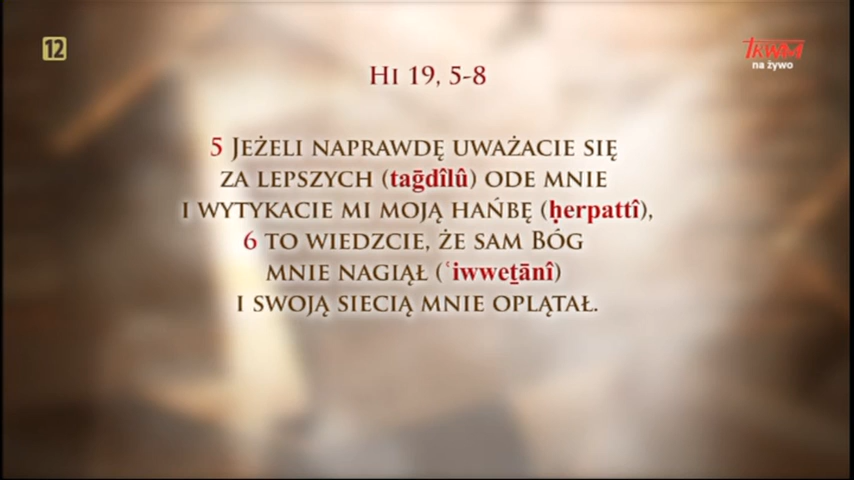 12
TRWAM
na żywo
Hi 19, 5-8
5 Jeżeli naprawdę uważacie się
za lepszych (taḡdîlû) ode mnie
i wytykacie mi moją hańbę (ḥerpattî),
6 to wiedzcie, że sam Bóg
mnie nagiął (ʿiwweṯānî)
i swoją siecią mnie oplątał.